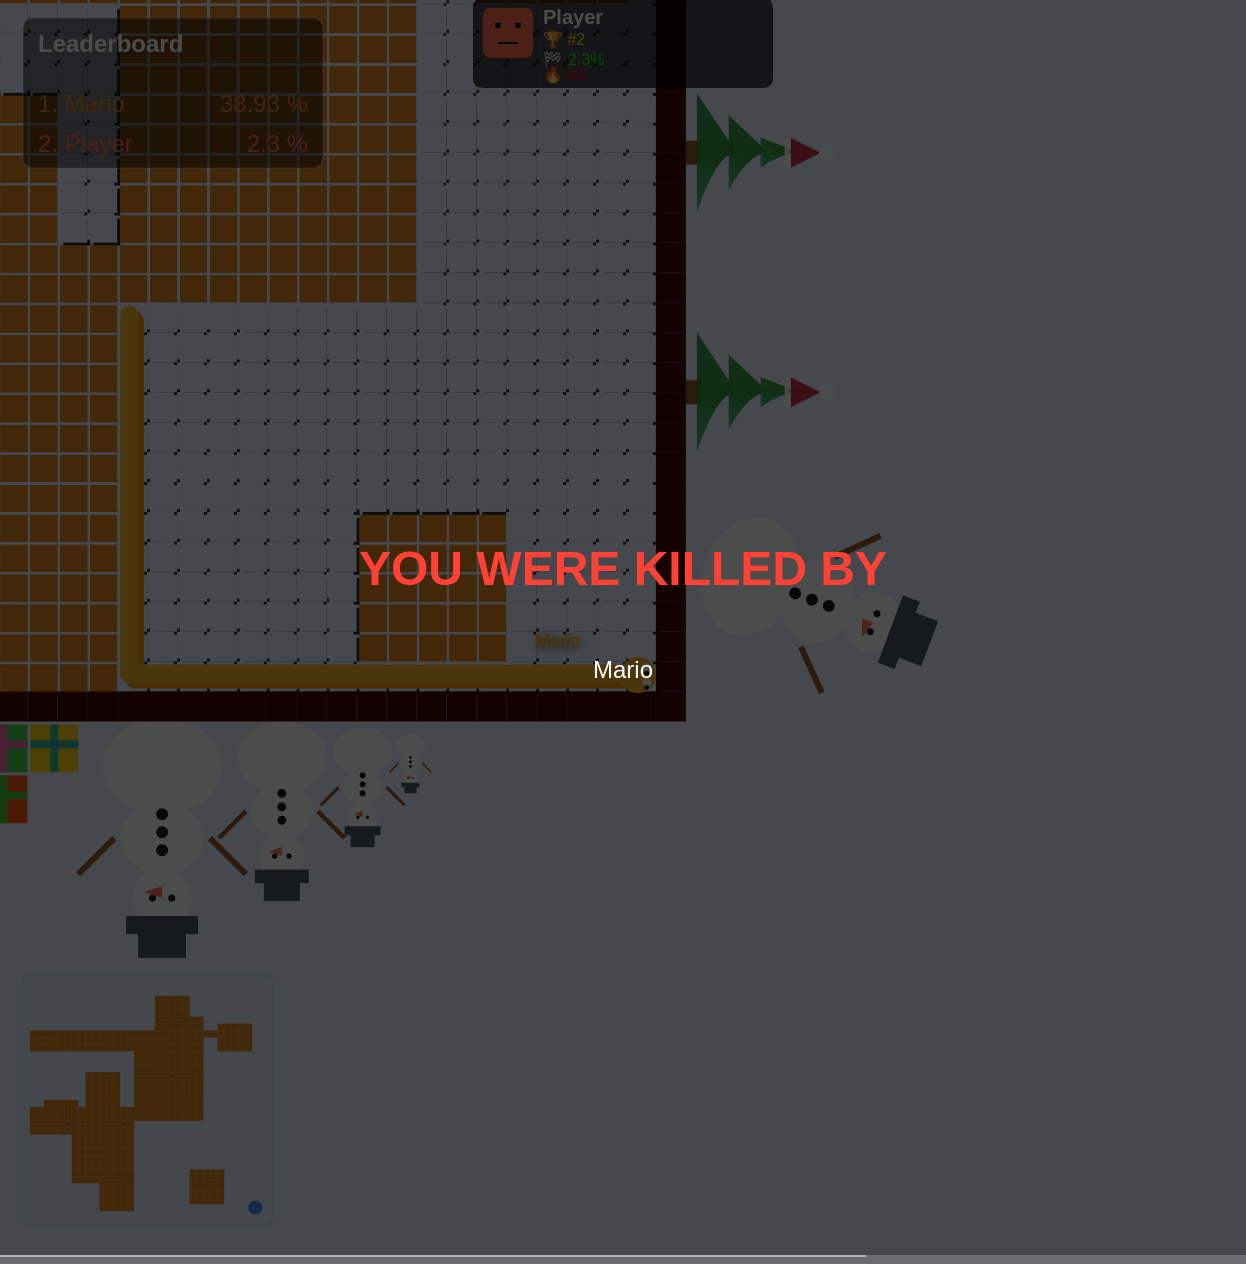 Leaderboard
1. Mario 38.93 %
2. Player 2.3 %
Player
#2
2.3%
YOU WERE KILLED BY
Mario
Mario